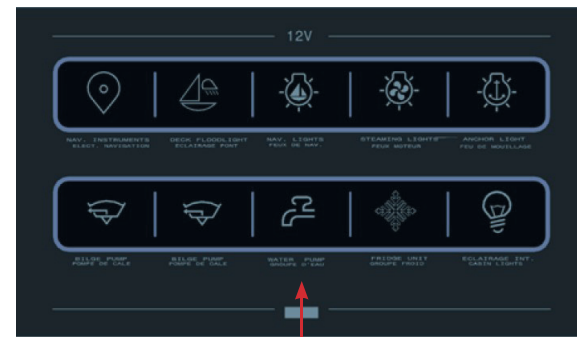 12V
NAV. INSTRUMENTS
ELECT. NAVIGATION
DECK FLOODLIGHT
ECLAIRAGE PONT
NAV. LIGHTS
FEUX DE NAV.
STEAMING LIGHTS
FEUX MOTEUR
ANCHOR LIGHT
FEU DE MOUILLAGE
BILGE PUMP
POMPE DE CALE
BILGE PUMP
POMPE DE CALE
WATER PUMP
GROUPE D'EAU
FRIDGE UNIT
GROUPE FROID
ECLAIRAGE INT.
CABIN LIGHTS